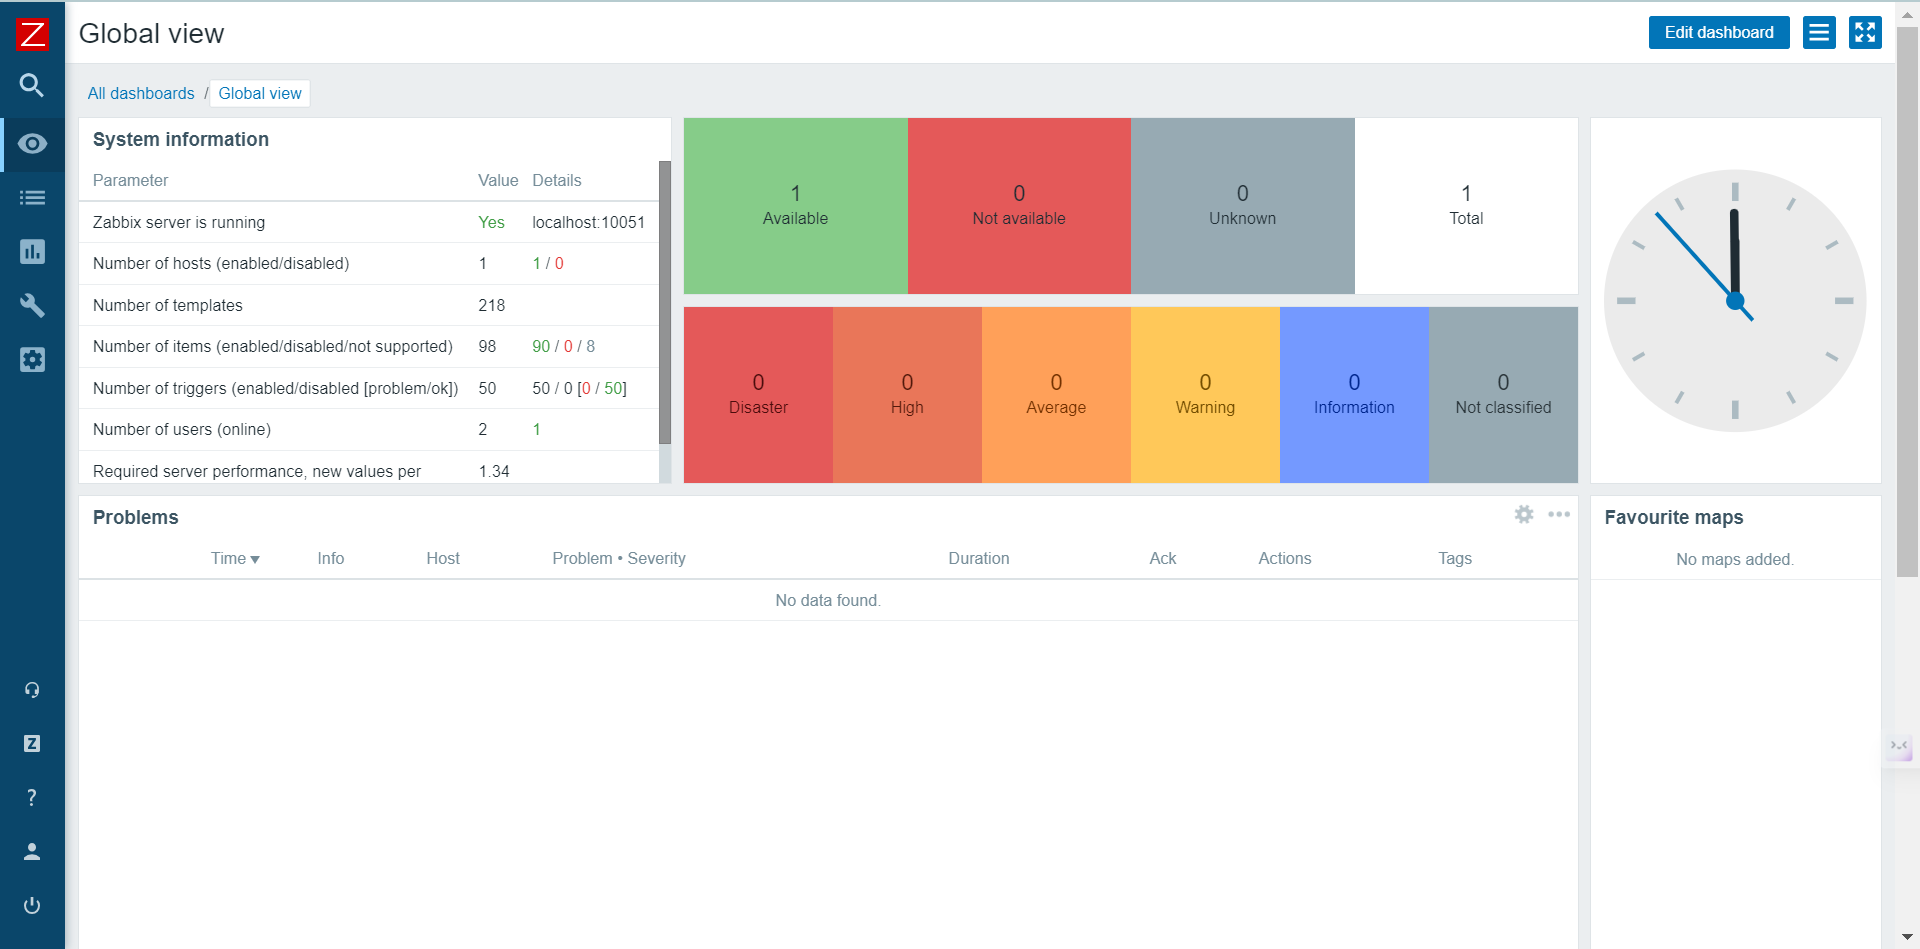 Z
Global view
Edit dashboard
All dashboards / Global view
System information
Parameter Value Details
Zabbix server is running Yes localhost:10051
Number of hosts (enabled/disabled) 1 1 / 0
Number of templates 218
Number of items (enabled/disabled/not supported) 98 90 / 0 / 8
Number of triggers (enabled/disabled [problem/ok]) 50 50 / 0 [0 / 50]
Number of users (online) 2 1
Required server performance, new values per 1.34
1
Available
0
Not available
0
Unknown
1
Total
0
Disaster
0
High
0
Average
0
Warning
0
Information
0
Not classified
Problems
Time ▼ Info Host Problem • Severity Duration Ack Actions Tags
No data found.
Favourite maps
No maps added.
Z
?